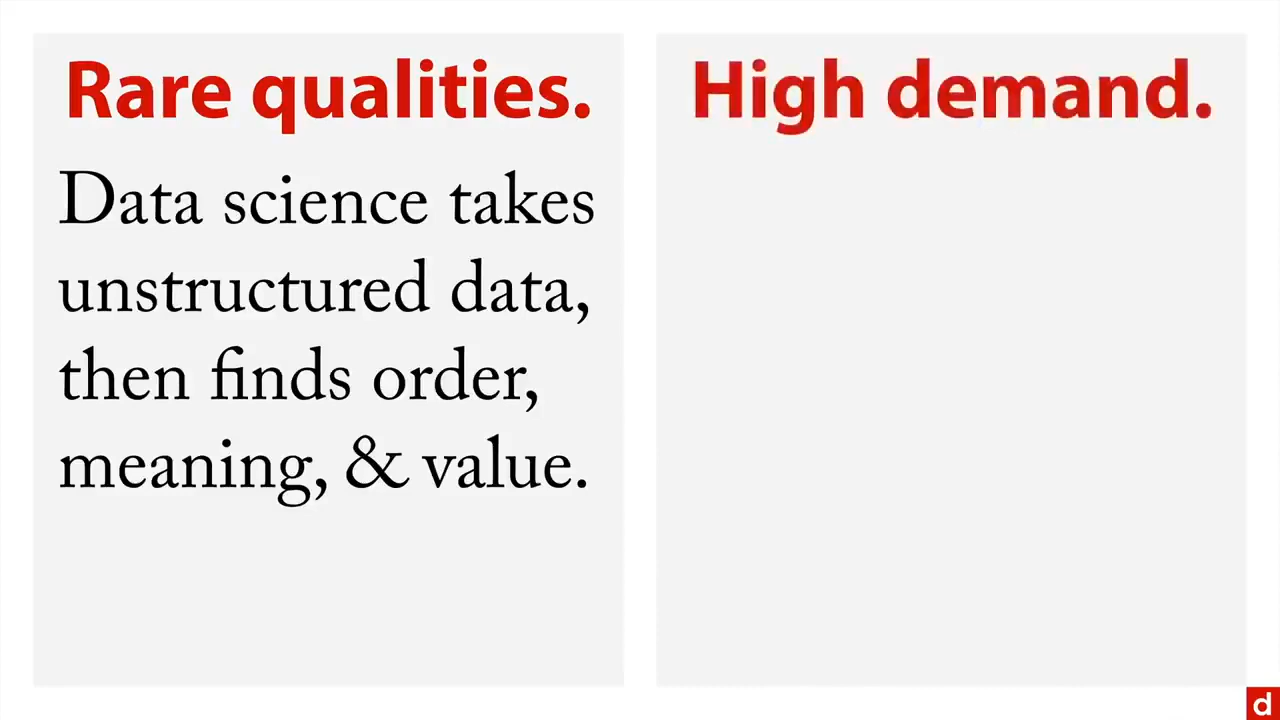 Rare qualities.
Data science takes
unstructured data,
then finds order,
meaning, & value.
High demand.
d